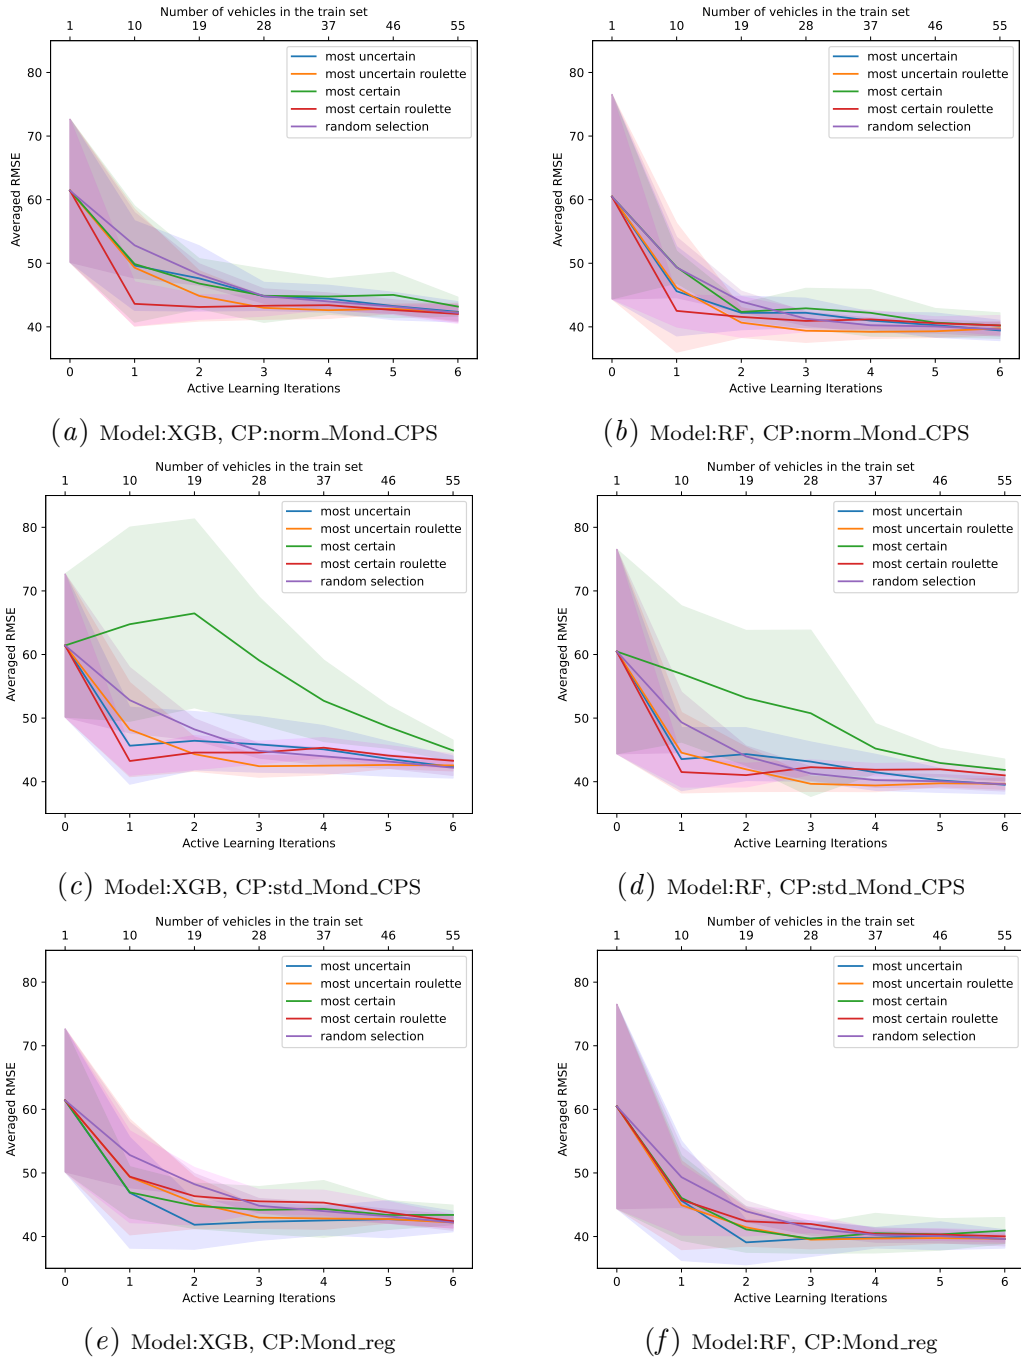 Number of vehicles in the train set
1 10 19 28 37 46 55
80
70
60
50
40
Averaged RMSE
most uncertain
most uncertain roulette
most certain
most certain roulette
random selection
0 1 2 3 4 5 6
Active Learning Iterations
(a) Model:XGB, CP:norm_Mond_CPS
Number of vehicles in the train set
1 10 19 28 37 46 55
80
70
60
50
40
Averaged RMSE
most uncertain
most uncertain roulette
most certain
most certain roulette
random selection
0 1 2 3 4 5 6
Active Learning Iterations
(b) Model:RF, CP:norm_Mond_CPS
Number of vehicles in the train set
1 10 19 28 37 46 55
80
70
60
50
40
Averaged RMSE
most uncertain
most uncertain roulette
most certain
most certain roulette
random selection
0 1 2 3 4 5 6
Active Learning Iterations
(c) Model:XGB, CP:std_Mond_CPS
Number of vehicles in the train set
1 10 19 28 37 46 55
80
70
60
50
40
Averaged RMSE
most uncertain
most uncertain roulette
most certain
most certain roulette
random selection
0 1 2 3 4 5 6
Active Learning Iterations
(d) Model:RF, CP:std_Mond_CPS
Number of vehicles in the train set
1 10 19 28 37 46 55
80
70
60
50
40
Averaged RMSE
most uncertain
most uncertain roulette
most certain
most certain roulette
random selection
0 1 2 3 4 5 6
Active Learning Iterations
(e) Model:XGB, CP:Mond_reg
Number of vehicles in the train set
1 10 19 28 37 46 55
80
70
60
50
40
Averaged RMSE
most uncertain
most uncertain roulette
most certain
most certain roulette
random selection
0 1 2 3 4 5 6
Active Learning Iterations
(f) Model:RF, CP:Mond_reg